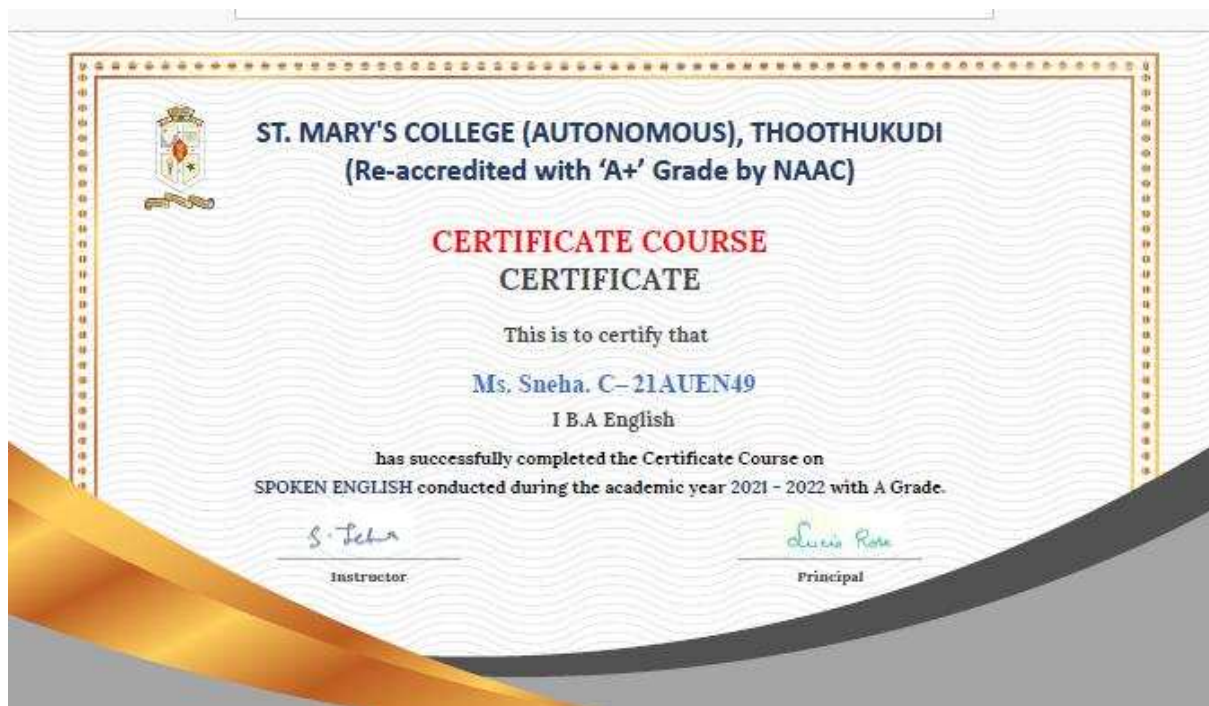 ST. MARY'S COLLEGE (AUTONOMOUS), THOOTHUKUDI
(Re-accredited with ‘A+’ Grade by NAAC)
CERTIFICATE COURSE
CERTIFICATE
This is to certify that
Ms. Sneha. C– 21AUEN49
I B.A English
has successfully completed the Certificate Course on
SPOKEN ENGLISH conducted during the academic year 2021 - 2022 with A Grade.
Lucia Rose
Instructor
Principal